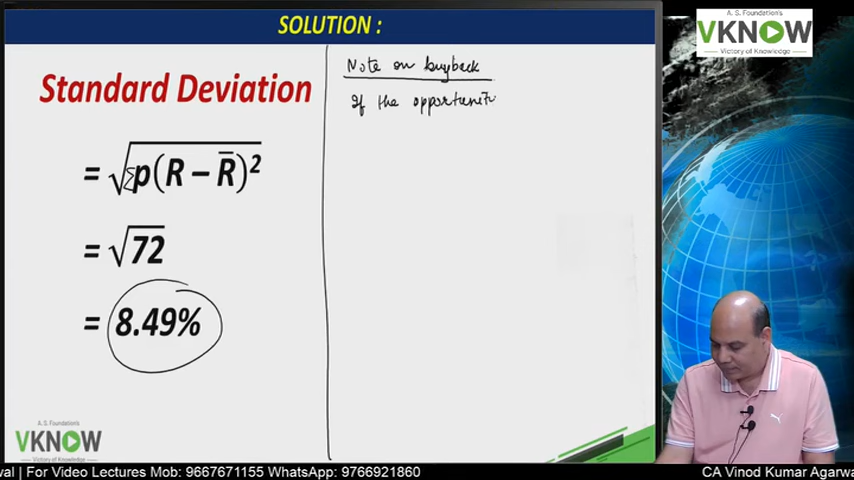 SOLUTION :
A. S. Foundation's
VKNOW
Victory of Knowledge
Standard Deviation
= √Σp(R − R̄)²
= √72
= 8.49%
Note on buyback
If the opportunit
A. S. Foundation's
VKNOW
Victory of Knowledge
wal | For Video Lectures Mob: 9667671155 WhatsApp: 9766921860
CA Vinod Kumar Agarwa